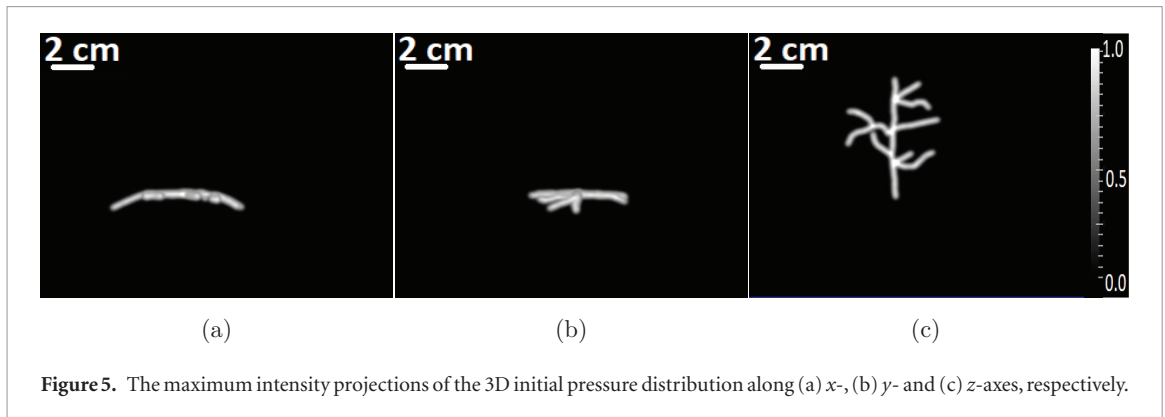 2 cm
2 cm
2 cm
1.0
0.5
0.0
(a)
(b)
(c)
Figure 5. The maximum intensity projections of the 3D initial pressure distribution along (a) x-, (b) y- and (c) z-axes, respectively.